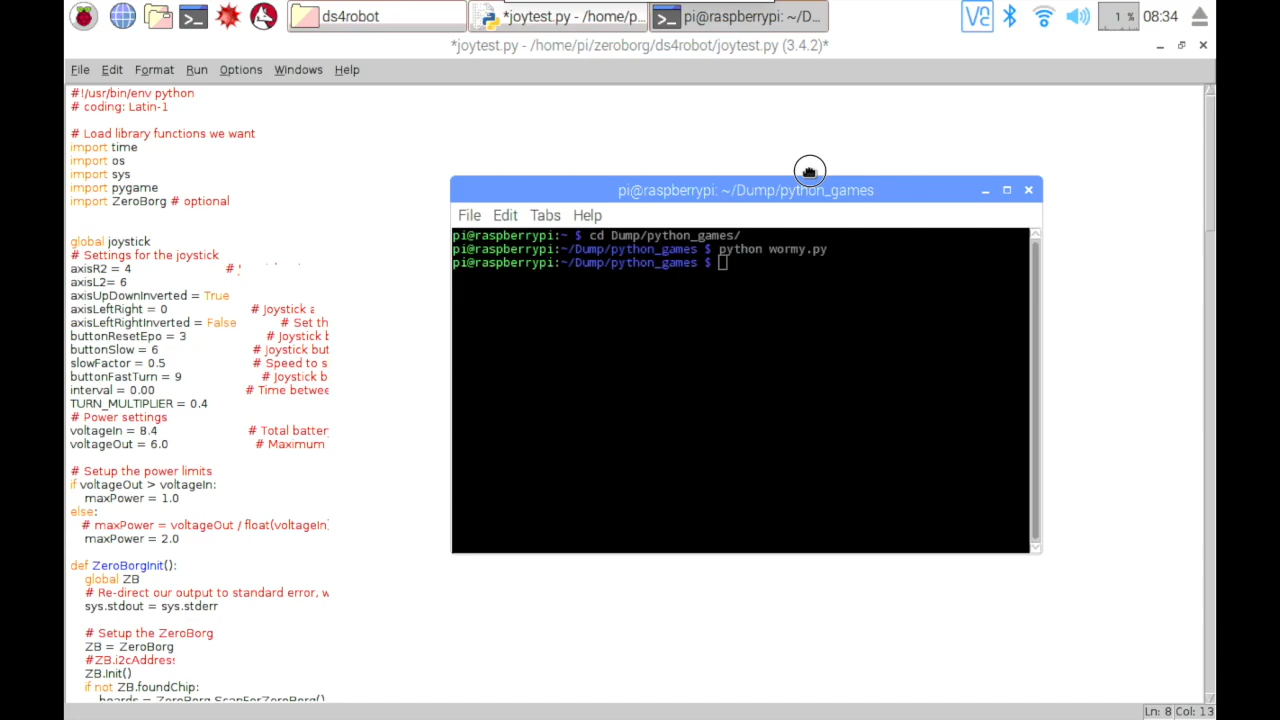 ds4robot
*joytest.py - /home/p...
pi@raspberrypi: ~/D...
1 %
08:34
*joytest.py - /home/pi/zeroborg/ds4robot/joytest.py (3.4.2)*
File Edit Format Run Options Windows Help
#!/usr/bin/env python
# coding: Latin-1
# Load library functions we want
import time
import os
import sys
import pygame
import ZeroBorg # optional
global joystick
# Settings for the joystick
axisR2 = 4 #
axisL2= 6
axisUpDownInverted = True
axisLeftRight = 0 # Joystick a
axisLeftRightInverted = False # Set th
buttonResetEpo = 3 # Joystick b
buttonSlow = 6 # Joystick but
slowFactor = 0.5 # Speed to s
buttonFastTurn = 9 # Joystick b
interval = 0.00 # Time betwee
TURN_MULTIPLIER = 0.4
# Power settings
voltageIn = 8.4 # Total batter
voltageOut = 6.0 # Maximum
# Setup the power limits
if voltageOut > voltageIn:
maxPower = 1.0
else:
# maxPower = voltageOut / float(voltageIn)
maxPower = 2.0
def ZeroBorgInit():
global ZB
# Re-direct our output to standard error, w
sys.stdout = sys.stderr
# Setup the ZeroBorg
ZB = ZeroBorg
#ZB.i2cAddress
ZB.Init()
if not ZB.foundChip:
boards = ZeroBorg.ScanForZeroBorg()
pi@raspberrypi: ~/Dump/python_games
File Edit Tabs Help
pi@raspberrypi:~ $ cd Dump/python_games/
pi@raspberrypi:~/Dump/python_games $ python wormy.py
pi@raspberrypi:~/Dump/python_games $
Ln: 8 Col: 13